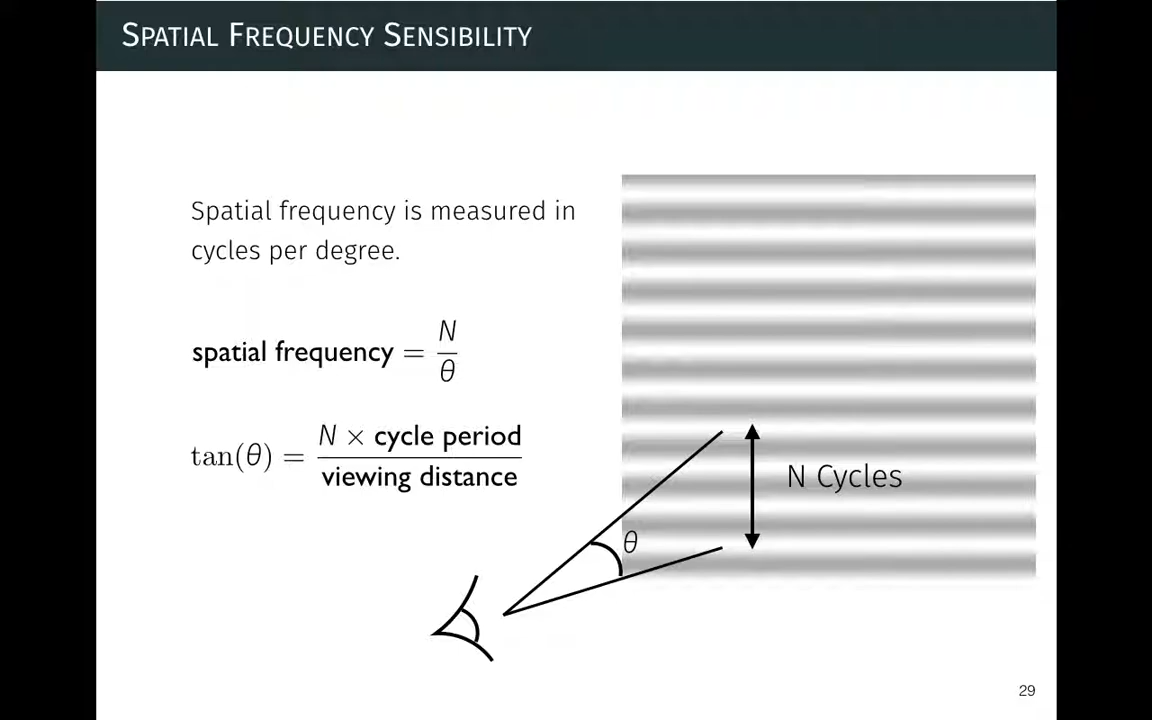 SPATIAL FREQUENCY SENSIBILITY
Spatial frequency is measured in
cycles per degree.
spatial frequency = N / θ
tan(θ) = N × cycle period / viewing distance
N Cycles
θ
29